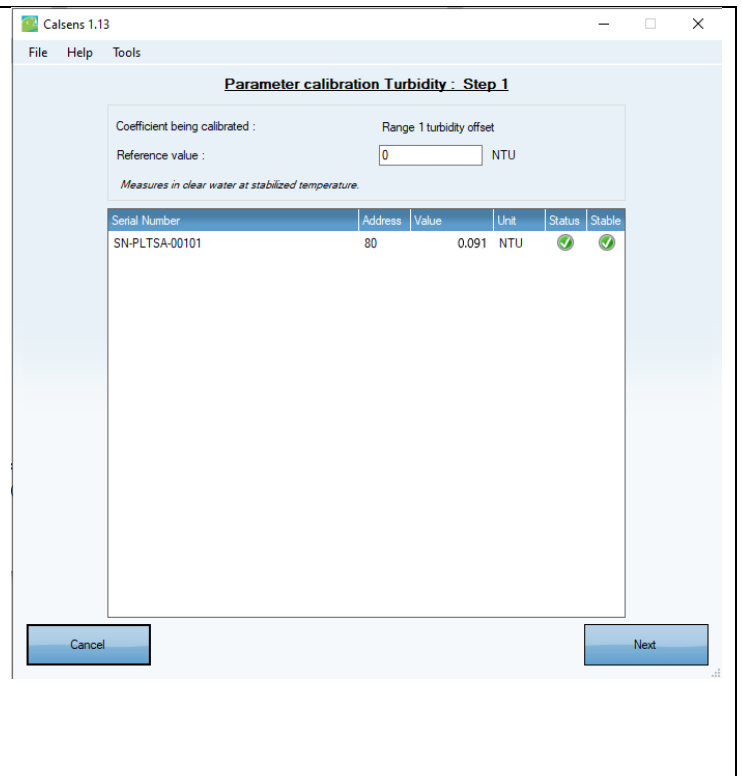 Calsens 1.13
File Help Tools
Parameter calibration Turbidity : Step 1
Coefficient being calibrated : Range 1 turbidity offset
Reference value : 0 NTU
Measures in clear water at stabilized temperature.
Serial Number Address Value Unit Status Stable
SN-PLTSA-00101 80 0.091 NTU
Cancel Next